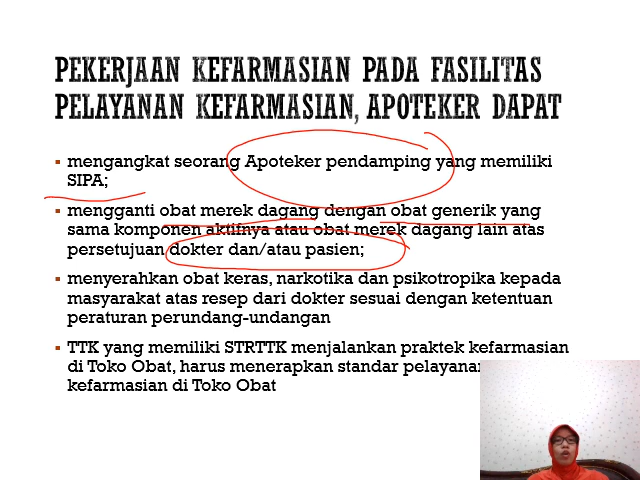 PEKERJAAN KEFARMASIAN PADA FASILITAS
PELAYANAN KEFARMASIAN, APOTEKER DAPAT
▪ mengangkat seorang Apoteker pendamping yang memiliki
SIPA;
▪ mengganti obat merek dagang dengan obat generik yang
sama komponen aktifnya atau obat merek dagang lain atas
persetujuan dokter dan/atau pasien;
▪ menyerahkan obat keras, narkotika dan psikotropika kepada
masyarakat atas resep dari dokter sesuai dengan ketentuan
peraturan perundang-undangan
▪ TTK yang memiliki STRTTK menjalankan praktek kefarmasian
di Toko Obat, harus menerapkan standar pelayanan
kefarmasian di Toko Obat